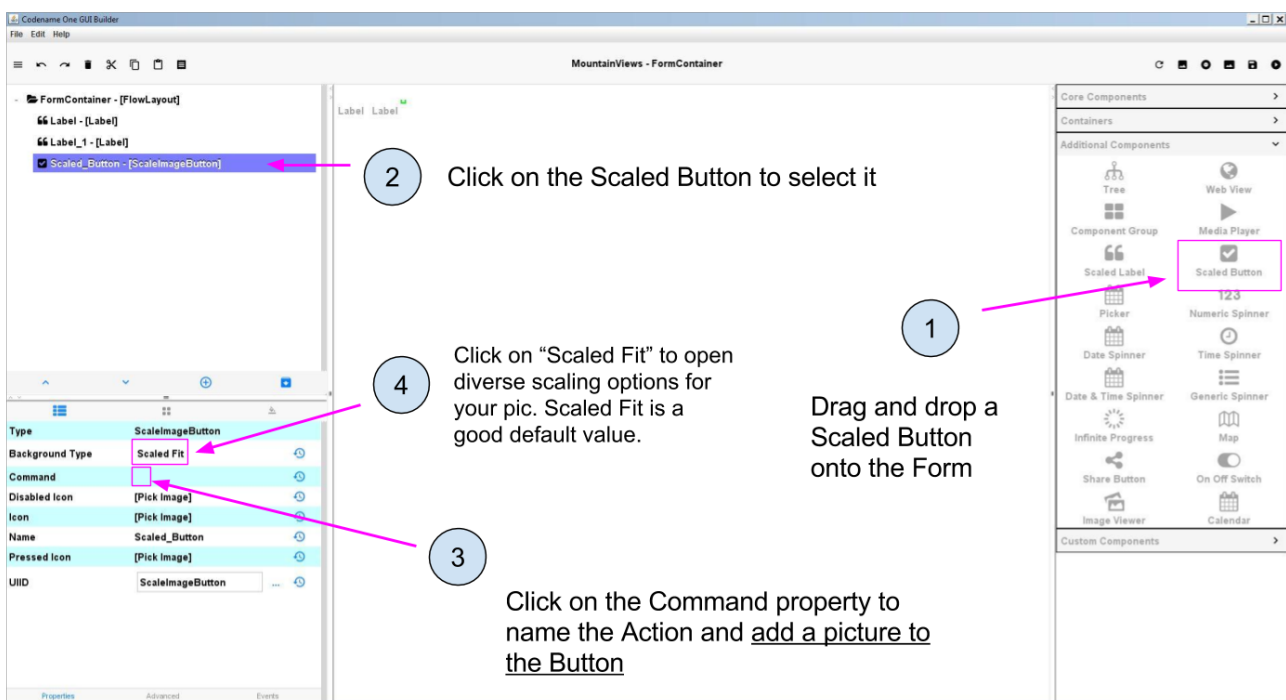 Codename One GUI Builder
File Edit Help
MountainViews - FormContainer
FormContainer - [FlowLayout]
Label - [Label]
Label_1 - [Label]
Scaled_Button - [ScaleImageButton]
Label Label
2
Click on the Scaled Button to select it
Core Components
Containers
Additional Components
Tree
Web View
Component Group
Media Player
Scaled Label
Scaled Button
123
Picker
Numeric Spinner
Date Spinner
Time Spinner
Date & Time Spinner
Generic Spinner
Infinite Progress
Map
Share Button
On Off Switch
Image Viewer
Calendar
Custom Components
1
Drag and drop a
Scaled Button
onto the Form
4
Click on “Scaled Fit” to open
diverse scaling options for
your pic. Scaled Fit is a
good default value.
Type ScaleImageButton
Background Type Scaled Fit
Command
Disabled Icon [Pick Image]
Icon [Pick Image]
Name Scaled_Button
Pressed Icon [Pick Image]
UIID ScaleImageButton ...
3
Click on the Command property to
name the Action and add a picture to
the Button
Properties Advanced Events